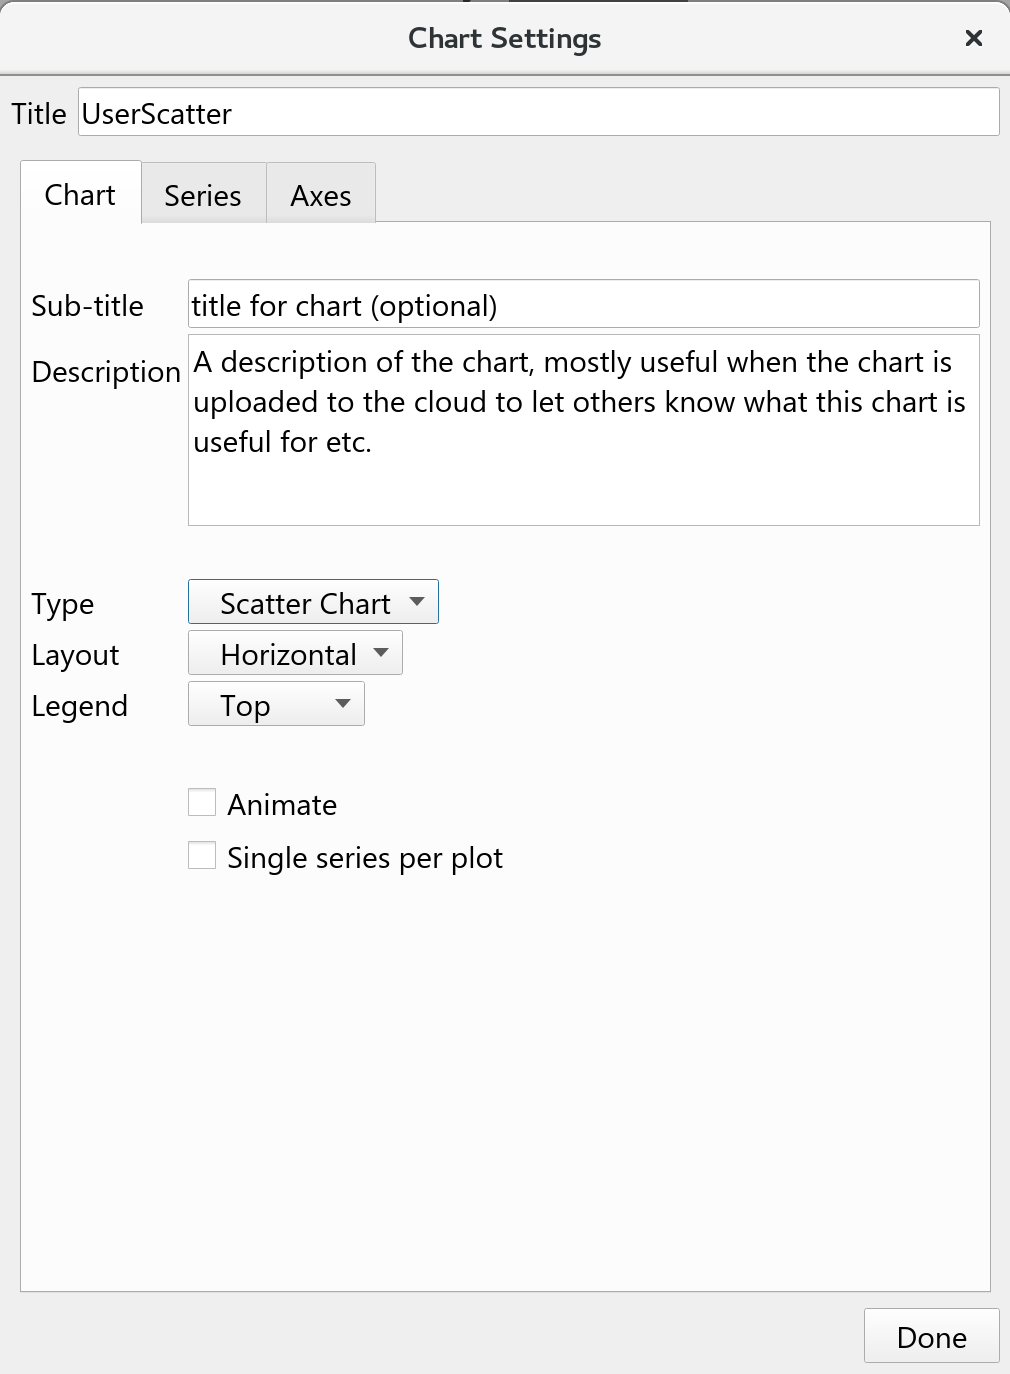 Chart Settings
Title UserScatter
Chart Series Axes
Sub-title title for chart (optional)
Description A description of the chart, mostly useful when the chart is
uploaded to the cloud to let others know what this chart is
useful for etc.
Type Scatter Chart
Layout Horizontal
Legend Top
Animate
Single series per plot
Done